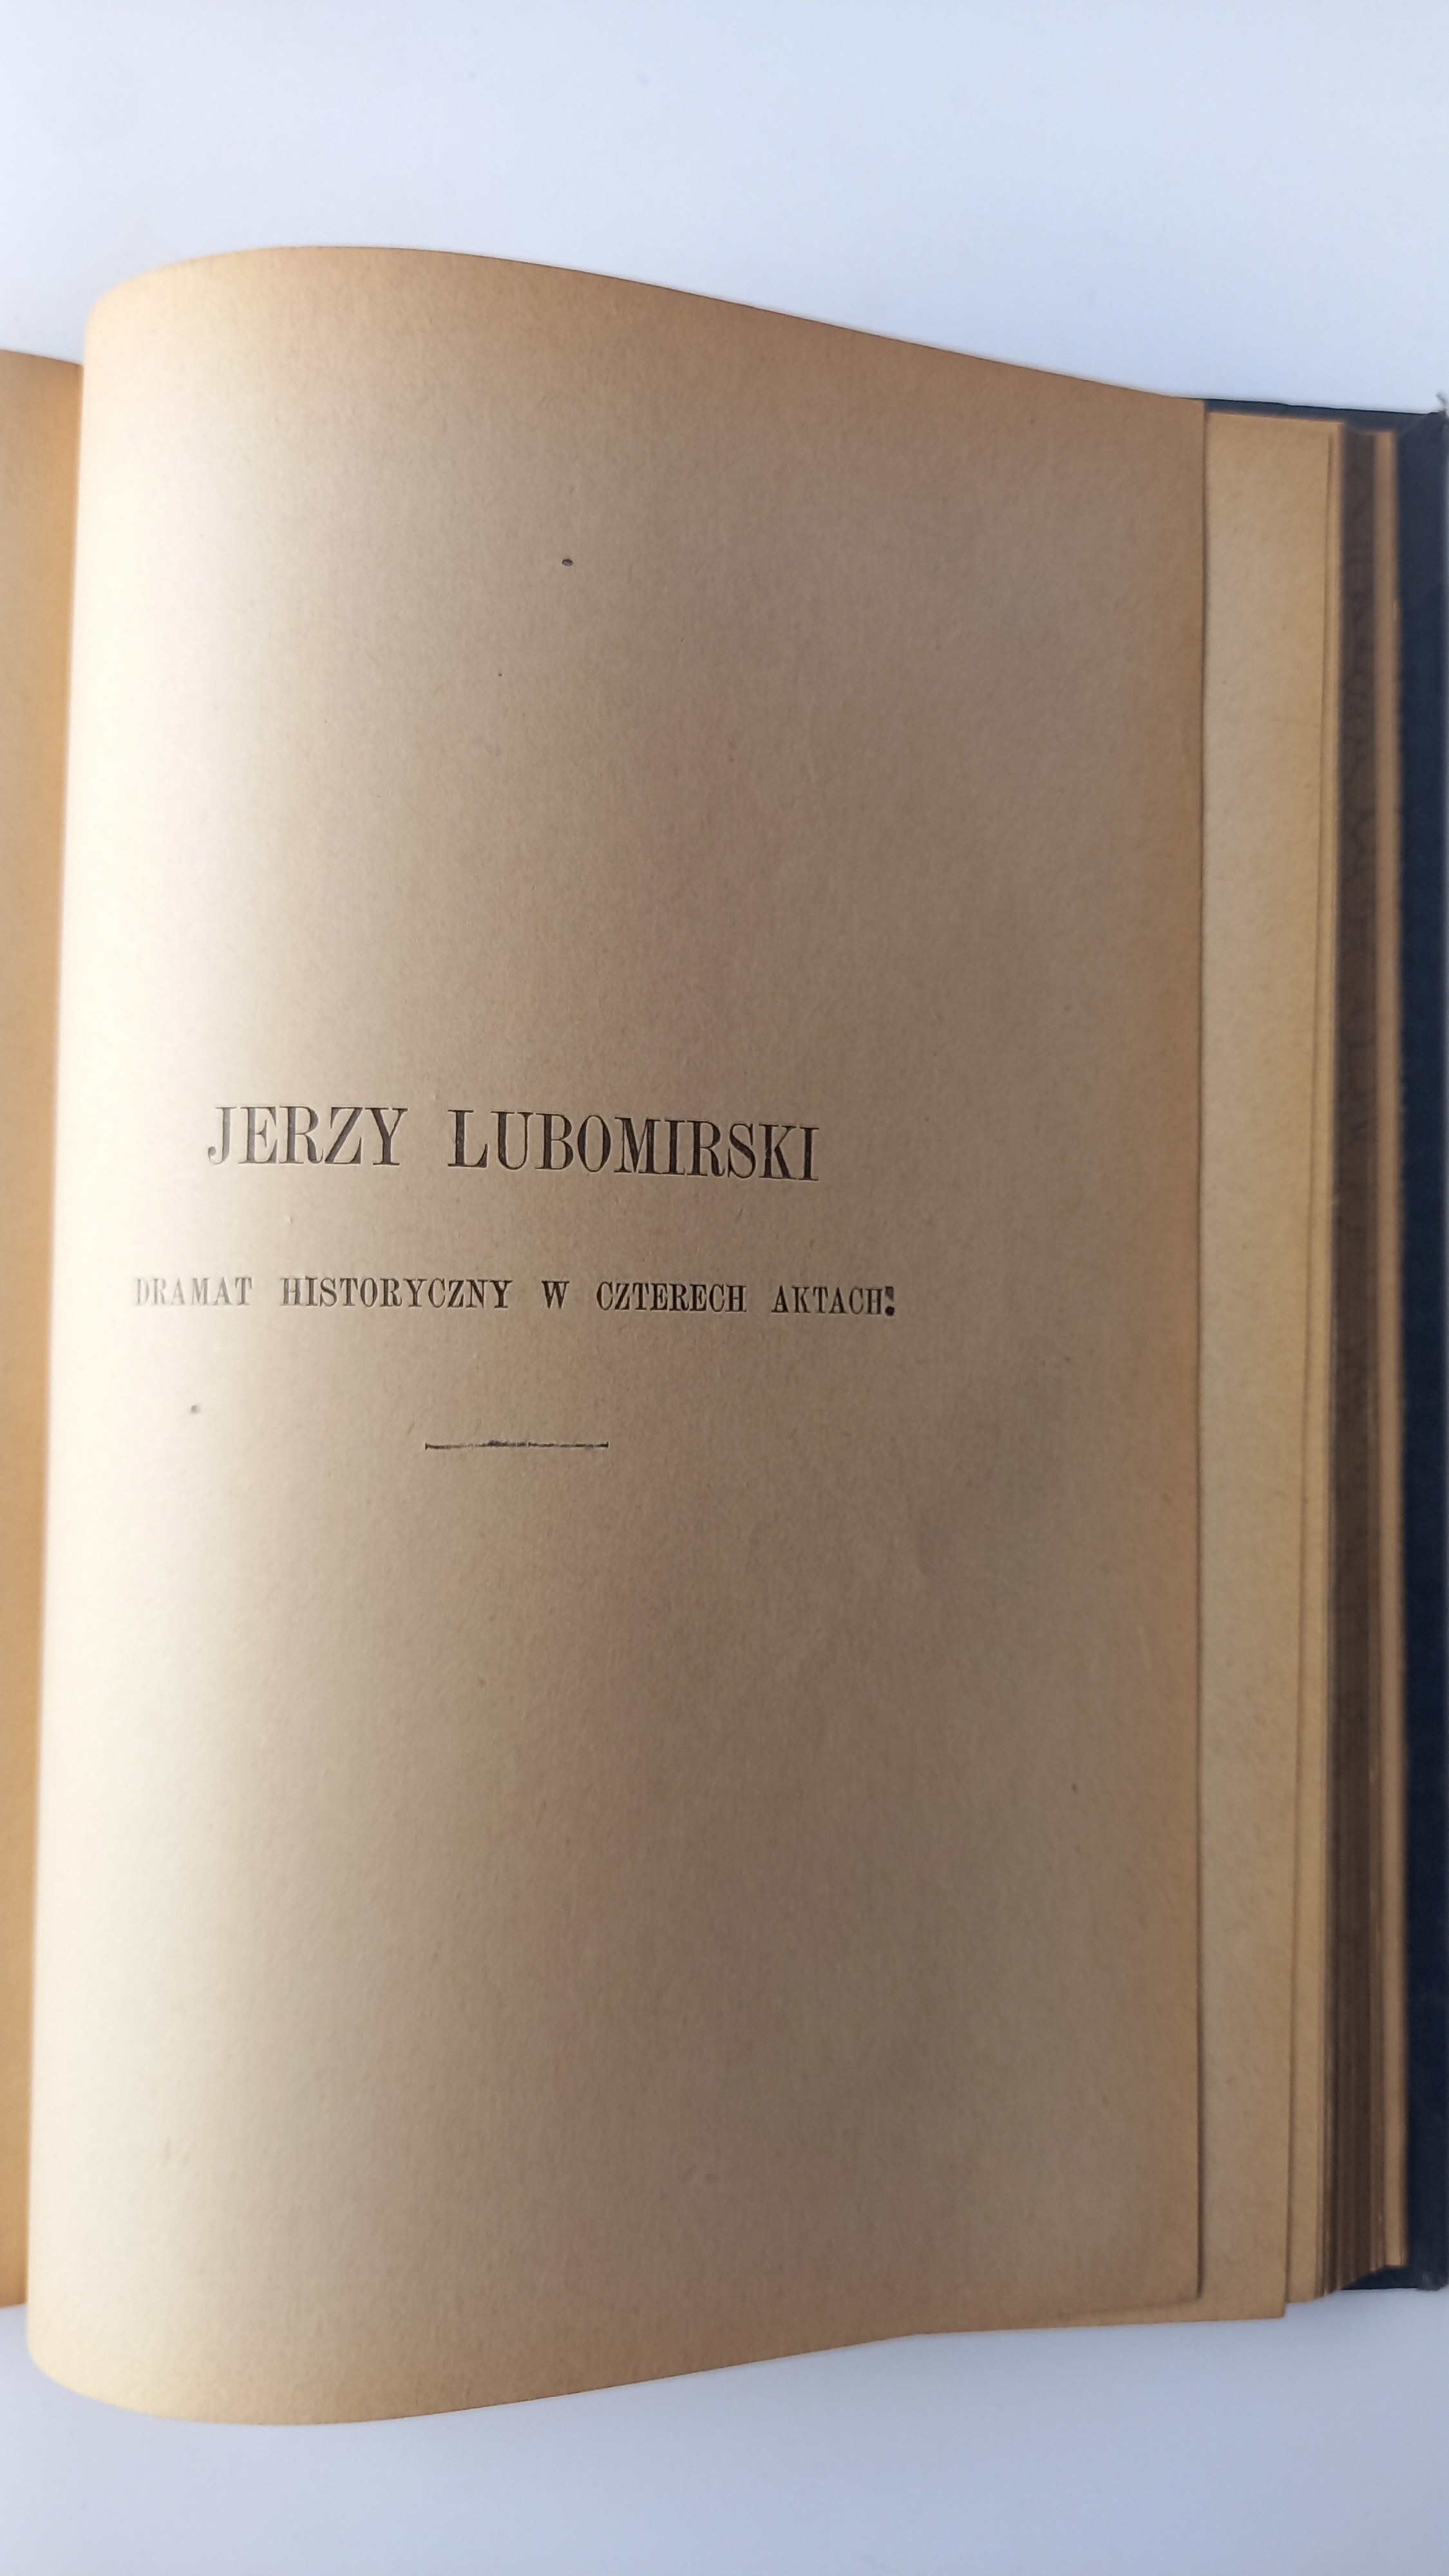 JERZY LUBOMIRSKI
DRAMAT HISTORYCZNY W CZTERECH AKTACH: